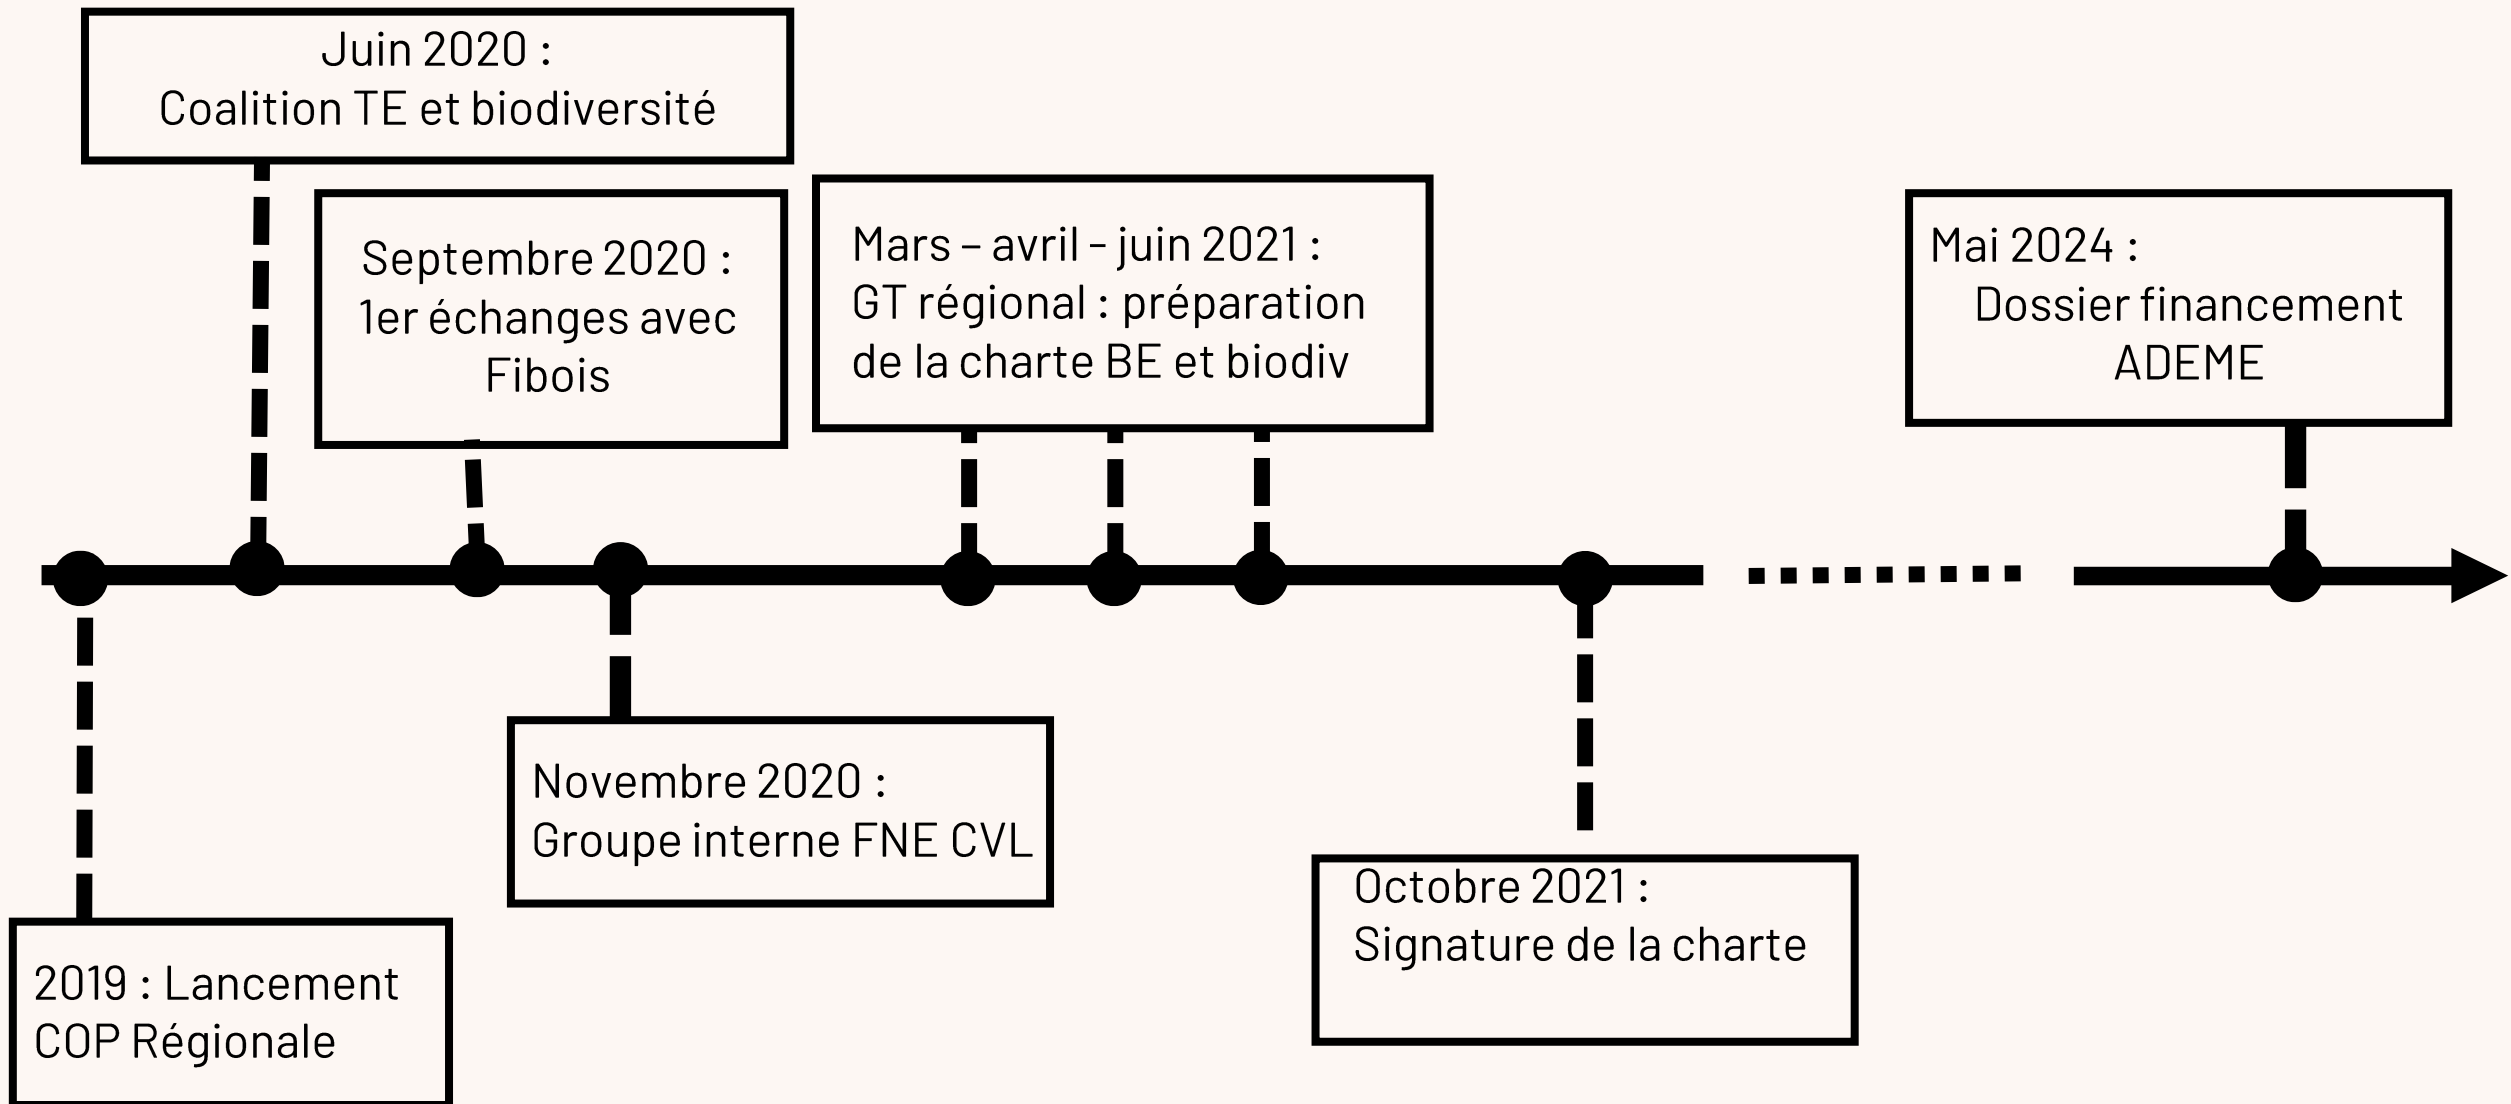 Juin 2020 :
Coalition TE et biodiversité
Septembre 2020 :
1er échanges avec
Fibois
Mars – avril - juin 2021 :
GT régional : préparation
de la charte BE et biodiv
Mai 2024 :
Dossier financement
ADEME
Novembre 2020 :
Groupe interne FNE CVL
Octobre 2021 :
Signature de la charte
2019 : Lancement
COP Régionale